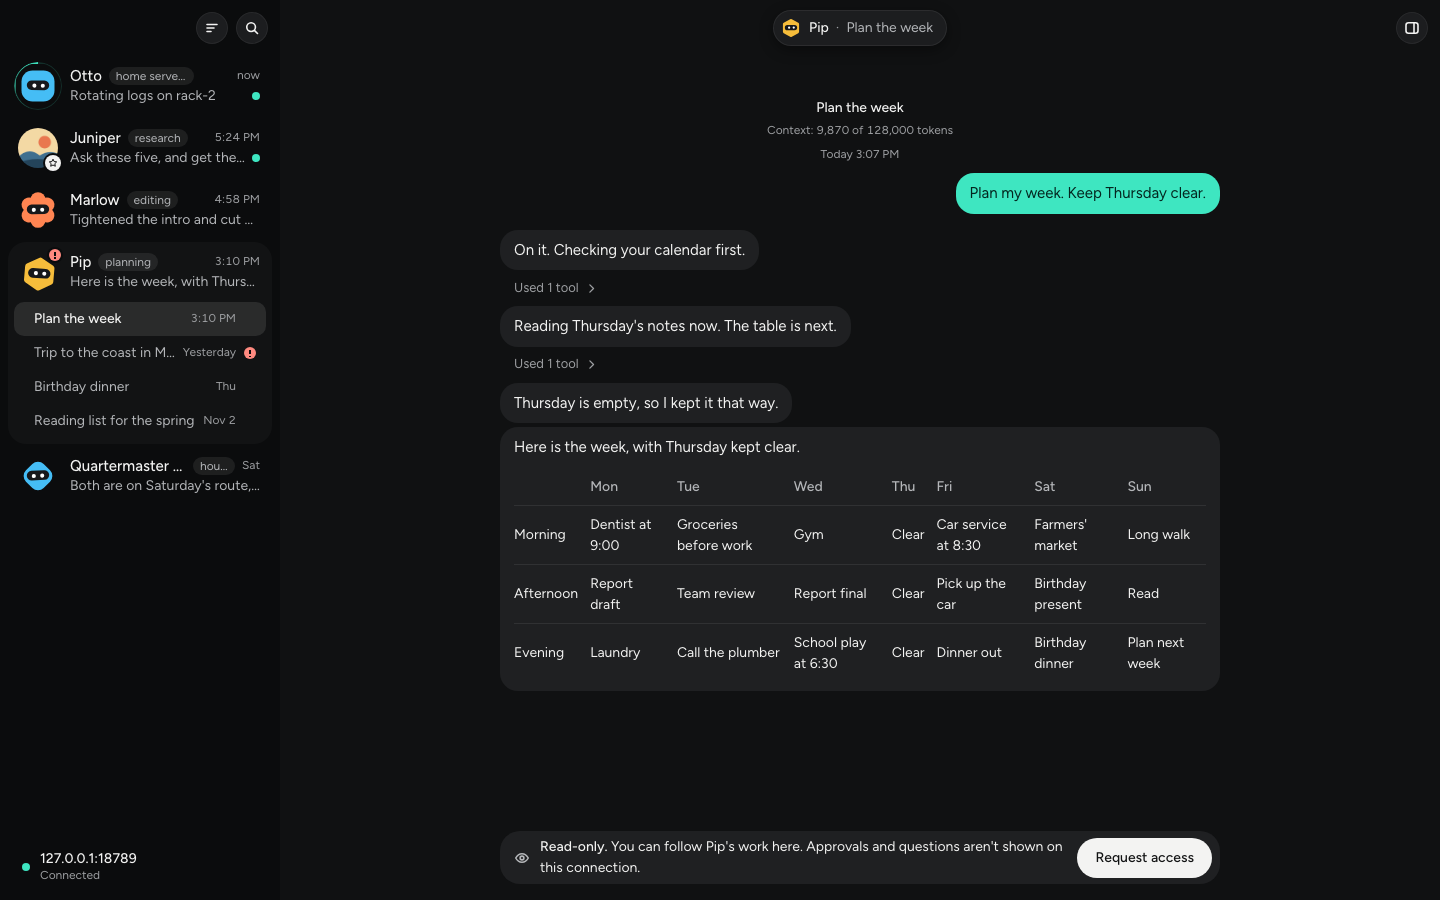 Otto home serve... now
Rotating logs on rack-2
Juniper research 5:24 PM
Ask these five, and get the...
Marlow editing 4:58 PM
Tightened the intro and cut ...
Pip planning 3:10 PM
Here is the week, with Thurs...
Plan the week 3:10 PM
Trip to the coast in M... Yesterday
Birthday dinner Thu
Reading list for the spring Nov 2
Quartermaster ... hou... Sat
Both are on Saturday's route,...
127.0.0.1:18789
Connected
Pip · Plan the week
Plan the week
Context: 9,870 of 128,000 tokens
Today 3:07 PM
Plan my week. Keep Thursday clear.
On it. Checking your calendar first.
Used 1 tool
Reading Thursday's notes now. The table is next.
Used 1 tool
Thursday is empty, so I kept it that way.
Here is the week, with Thursday kept clear.
Mon Tue Wed Thu Fri Sat Sun
Morning Dentist at 9:00 Groceries before work Gym Clear Car service at 8:30 Farmers' market Long walk
Afternoon Report draft Team review Report final Clear Pick up the car Birthday present Read
Evening Laundry Call the plumber School play at 6:30 Clear Dinner out Birthday dinner Plan next week
Read-only. You can follow Pip's work here. Approvals and questions aren't shown on
this connection.
Request access